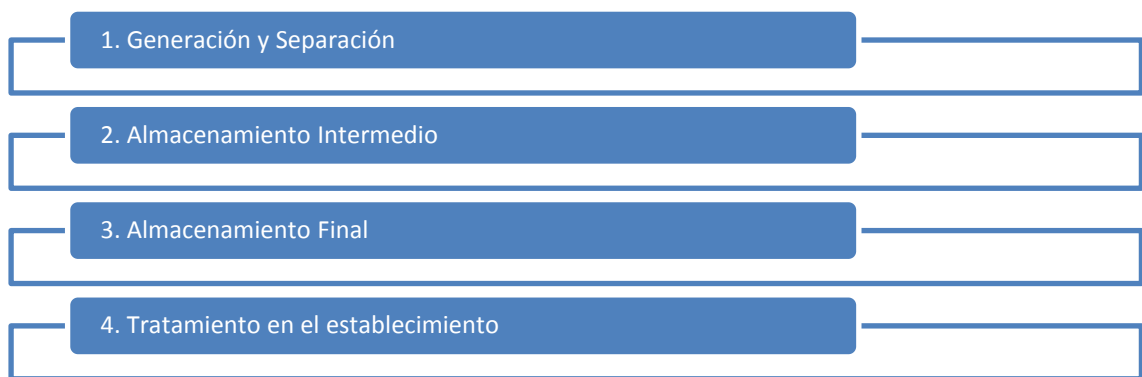 1. Generación y Separación
2. Almacenamiento Intermedio
3. Almacenamiento Final
4. Tratamiento en el establecimiento